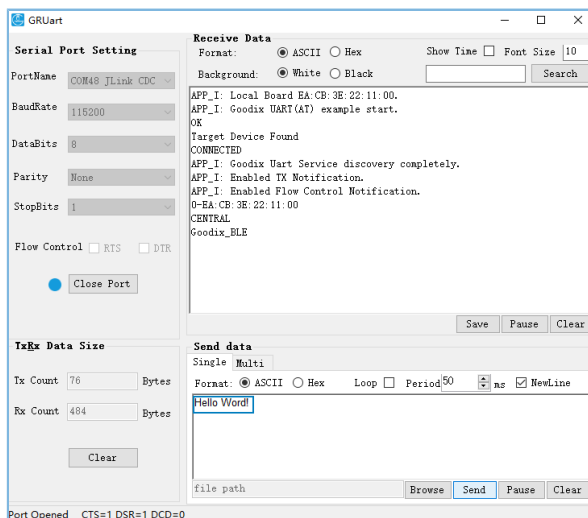 GRUart
Serial Port Setting
PortName COM48 JLink CDC
BaudRate 115200
DataBits 8
Parity None
StopBits 1
Flow Control RTS DTR
Close Port
TxRx Data Size
Tx Count 76 Bytes
Rx Count 484 Bytes
Clear
Receive Data
Format: ASCII Hex Show Time Font Size 10
Background: White Black Search
APP_I: Local Board EA:CB:3E:22:11:00.
APP_I: Goodix UART(AT) example start.
OK
Target Device Found
CONNECTED
APP_I: Goodix Uart Service discovery completely.
APP_I: Enabled TX Notification.
APP_I: Enabled Flow Control Notification.
0-EA:CB:3E:22:11:00
CENTRAL
Goodix_BLE
Save Pause Clear
Send data
Single Multi
Format: ASCII Hex Loop Period 50 ms NewLine
Hello Word!
file path Browse Send Pause Clear
Port Opened CTS=1 DSR=1 DCD=0